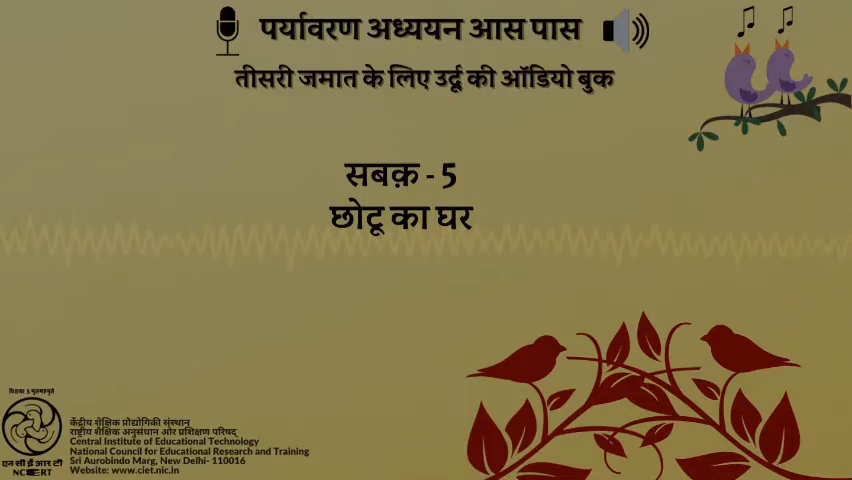 पर्यावरण अध्ययन आस पास
तीसरी जमात के लिए उर्दू की ऑडियो बुक
सबक़ - 5
छोटू का घर
केंद्रीय शैक्षिक प्रौद्योगिकी संस्थान
राष्ट्रीय शैक्षिक अनुसंधान और प्रशिक्षण परिषद्
Central Institute of Educational Technology
National Council for Educational Research and Training
Sri Aurobindo Marg, New Delhi- 110016
Website: www.ciet.nic.in
एन सी ई आर टी
NCERT